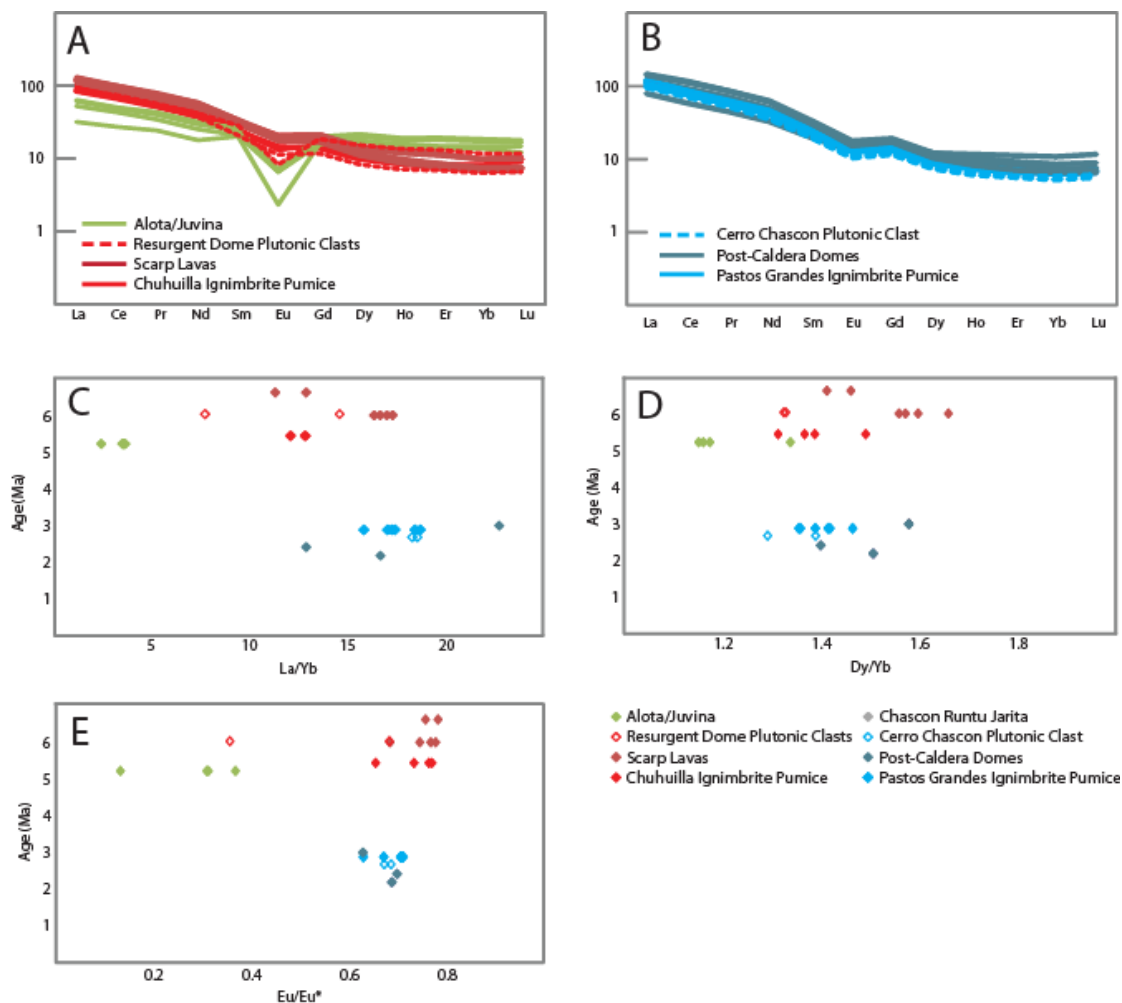 A
100
10
1
Alota/Juvina
Resurgent Dome Plutonic Clasts
Scarp Lavas
Chuhuilla Ignimbrite Pumice
La Ce Pr Nd Sm Eu Gd Dy Ho Er Yb Lu
B
100
10
1
Cerro Chascon Plutonic Clast
Post-Caldera Domes
Pastos Grandes Ignimbrite Pumice
La Ce Pr Nd Sm Eu Gd Dy Ho Er Yb Lu
C
Age(Ma)
6
5
4
3
2
1
5 10 15 20
La/Yb
D
Age (Ma)
6
5
4
3
2
1
1.2 1.4 1.6 1.8
Dy/Yb
E
Age (Ma)
6
5
4
3
2
1
0.2 0.4 0.6 0.8
Eu/Eu*
Alota/Juvina
Resurgent Dome Plutonic Clasts
Scarp Lavas
Chuhuilla Ignimbrite Pumice
Chascon Runtu Jarita
Cerro Chascon Plutonic Clast
Post-Caldera Domes
Pastos Grandes Ignimbrite Pumice